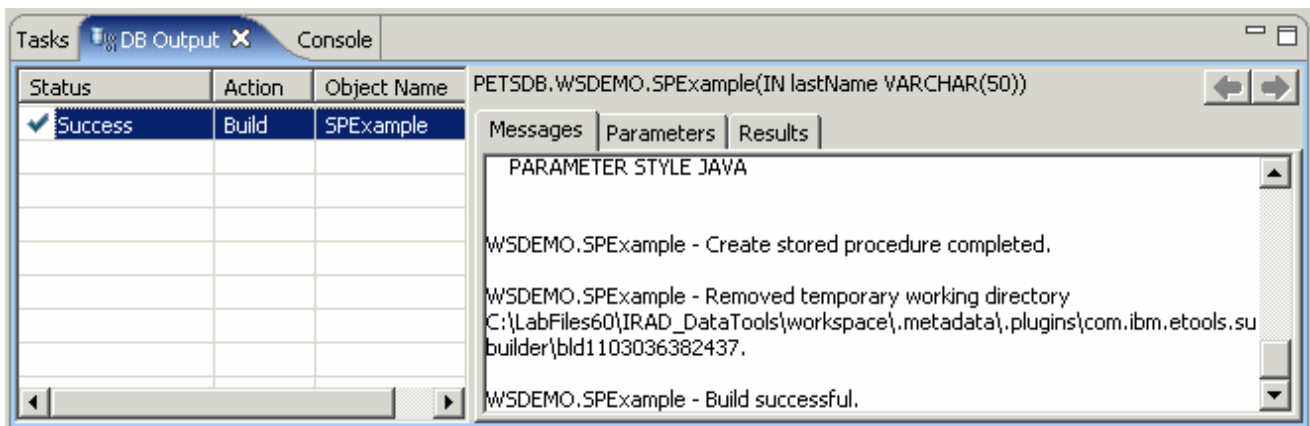 Tasks DB Output Console
Status Action Object Name
Success Build SPExample
PETSDB.WSDEMO.SPExample(IN lastName VARCHAR(50))
Messages Parameters Results
PARAMETER STYLE JAVA
WSDEMO.SPExample - Create stored procedure completed.
WSDEMO.SPExample - Removed temporary working directory
C:\LabFiles60\IRAD_DataTools\workspace\.metadata\.plugins\com.ibm.etools.su
builder\bld1103036382437.
WSDEMO.SPExample - Build successful.